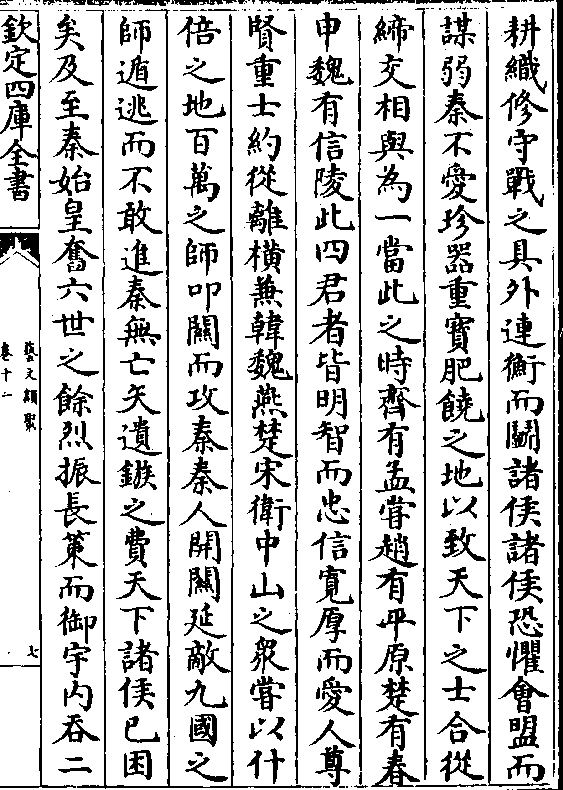 耕織修守戰之具外連衡而鬭諸侯諸侯恐懼會盟而
謀弱秦不愛珍器重寳肥饒之地以致天下之士合從
締交相與為一當此之時齊有孟嘗趙有平原楚有春
申魏有信陵此四君者皆明智而忠信寛厚而愛人尊
賢重士約從離橫兼韓魏燕楚宋衛中山之衆嘗以什
倍之地百萬之師叩關而攻秦秦人開關延敵九國之
師遁逃而不敢進秦無亡矢遺鏃之費天下諸侯已困
矣及至秦始皇奮六世之餘烈振長策而御宇内吞二
欽定四庫全書
藝文類聚
卷十一
七